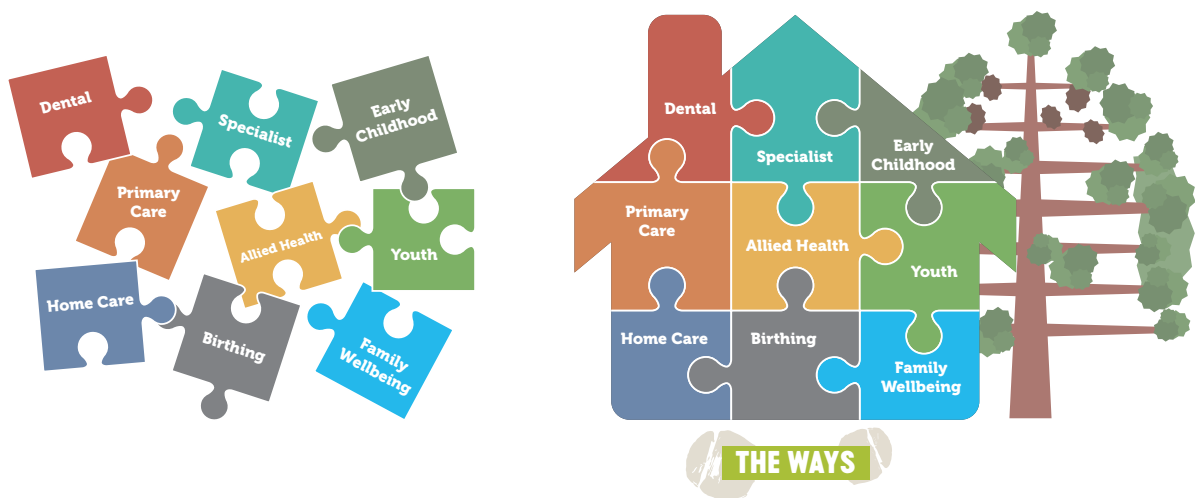 Dental
Specialist
Early
Childhood
Primary
Care
Allied Health
Youth
Home Care
Birthing
Family
Wellbeing
Dental
Specialist
Early
Childhood
Primary
Care
Allied Health
Youth
Home Care
Birthing
Family
Wellbeing
THE WAYS